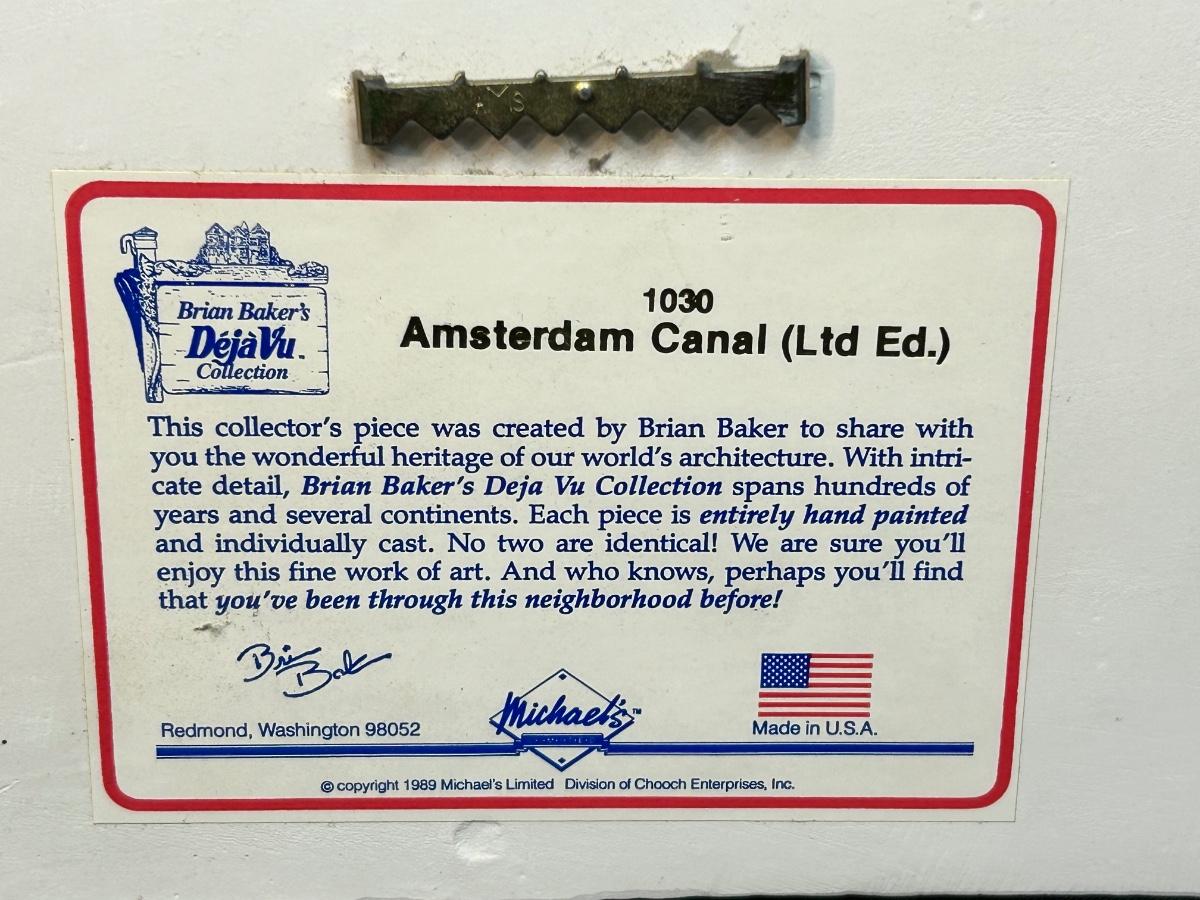 AMS
Brian Baker's
DéjàVu™
Collection
1030
Amsterdam Canal (Ltd Ed.)
This collector's piece was created by Brian Baker to share with
you the wonderful heritage of our world's architecture. With intri-
cate detail, Brian Baker's Deja Vu Collection spans hundreds of
years and several continents. Each piece is entirely hand painted
and individually cast. No two are identical! We are sure you'll
enjoy this fine work of art. And who knows, perhaps you'll find
that you've been through this neighborhood before!
Brian Baker
Michael's™
Redmond, Washington 98052
Made in U.S.A.
© copyright 1989 Michael's Limited Division of Chooch Enterprises, Inc.